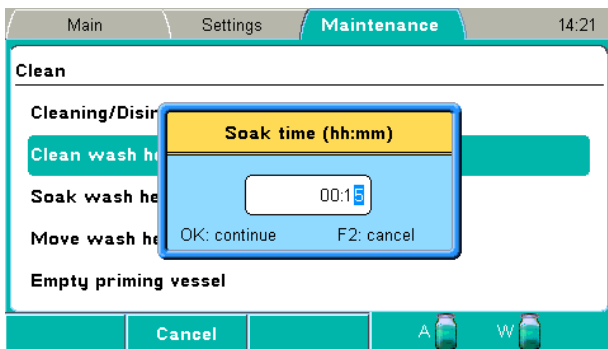 Main Settings Maintenance 14:21
Clean
Cleaning/Disin
Soak time (hh:mm)
Clean wash he
00:15
Soak wash he
OK: continue F2: cancel
Move wash he
Empty priming vessel
Cancel A W